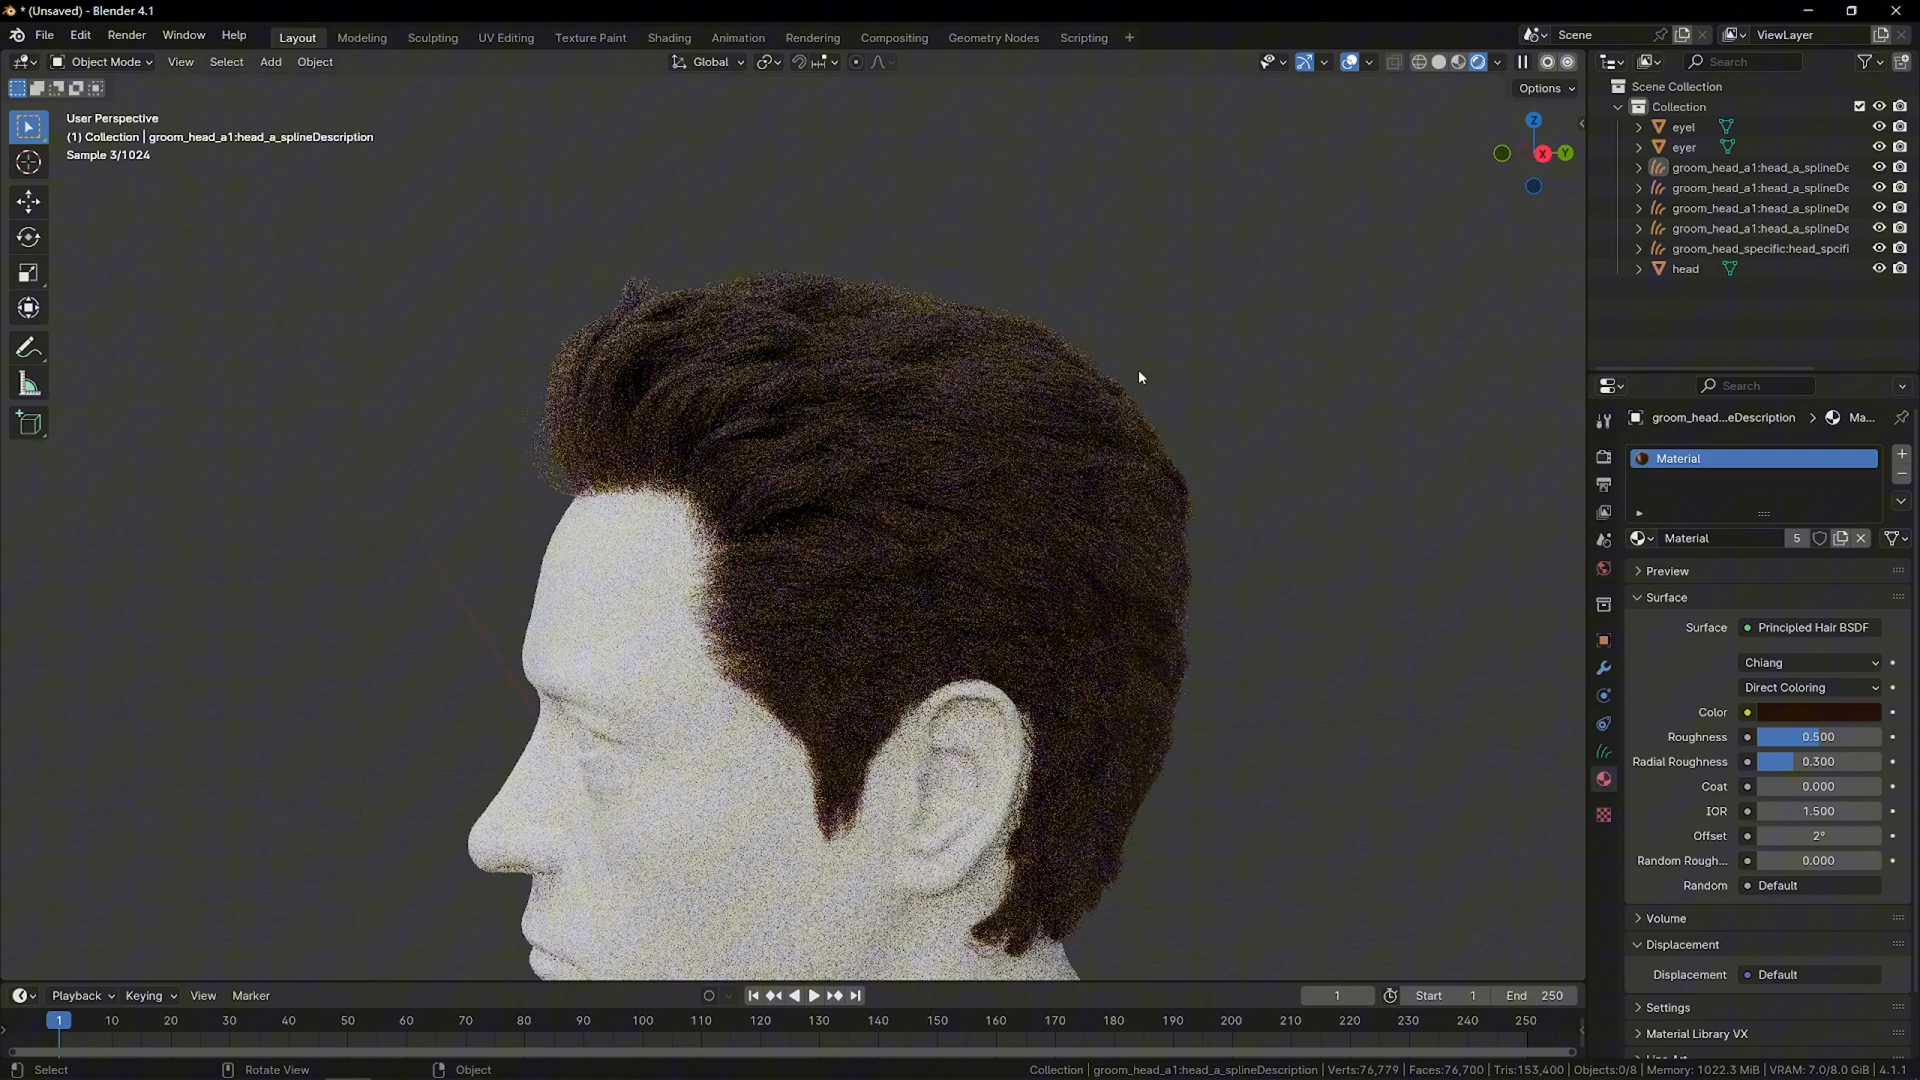 * (Unsaved) - Blender 4.1
File Edit Render Window Help
Layout Modeling Sculpting UV Editing Texture Paint Shading Animation Rendering Compositing Geometry Nodes Scripting +
Scene
ViewLayer
Object Mode View Select Add Object
Global
Search
Options
User Perspective
(1) Collection | groom_head_a1:head_a_splineDescription
Sample 3/1024
Z
X
Y
Scene Collection
Collection
eyel
eyer
groom_head_a1:head_a_splineDe
groom_head_a1:head_a_splineDe
groom_head_a1:head_a_splineDe
groom_head_a1:head_a_splineDe
groom_head_specific:head_spcifi
head
Search
groom_head...eDescription > Ma...
Material
Material 5
Preview
Surface
Surface Principled Hair BSDF
Chiang
Direct Coloring
Color
Roughness 0.500
Radial Roughness 0.300
Coat 0.000
IOR 1.500
Offset 2°
Random Rough... 0.000
Random Default
Volume
Displacement
Displacement Default
Settings
Material Library VX
Line Art
Playback Keying View Marker
1 Start 1 End 250
1 10 20 30 40 50 60 70 80 90 100 110 120 130 140 150 160 170 180 190 200 210 220 230 240 250
Select Rotate View Object
Collection | groom_head_a1:head_a_splineDescription | Verts:76,779 | Faces:76,700 | Tris:153,400 | Objects:0/8 | Memory: 1022.3 MiB | VRAM: 7.0/8.0 GiB | 4.1.1